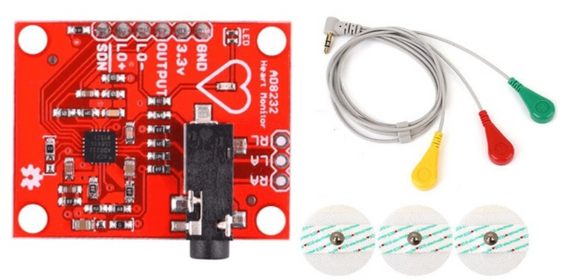 SDN
LO+
LO-
OUTPUT
3.3v
GND
LED
AD8232
Heart Monitor
RL
LA
RA